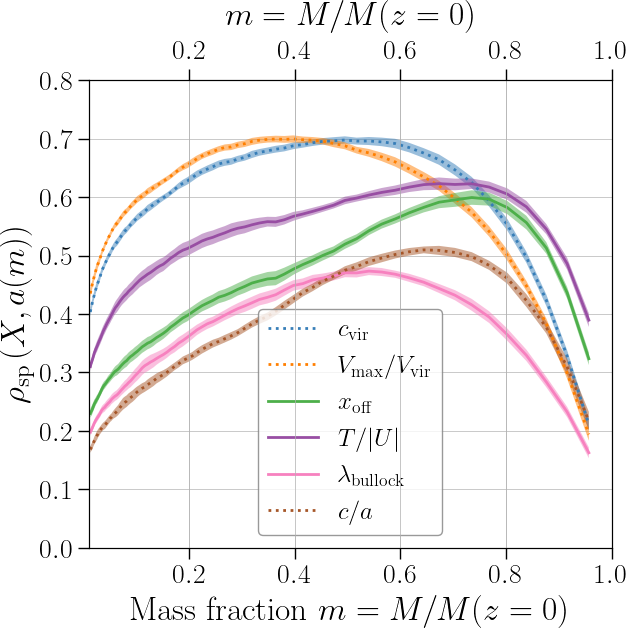 m = M/M(z = 0)
0.2 0.4 0.6 0.8 1.0
0.8
0.7
0.6
0.5
0.4
0.3
0.2
0.1
0.0
ρsp(X, a(m))
cvir
Vmax/Vvir
xoff
T/|U|
λbullock
c/a
0.2 0.4 0.6 0.8 1.0
Mass fraction m = M/M(z = 0)